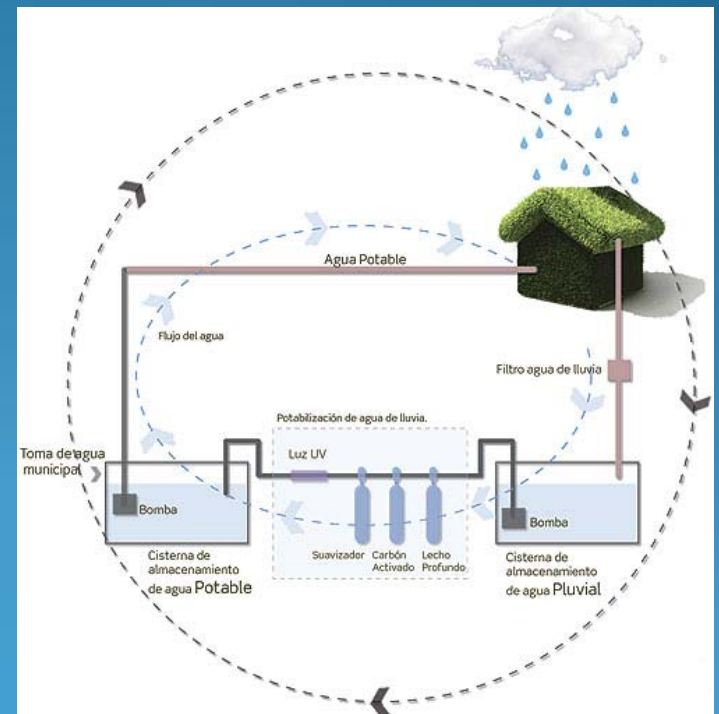 Agua Potable
Flujo del agua
Filtro agua de lluvia
Potabilización de agua de lluvia.
Toma de agua
municipal
Luz UV
Bomba
Bomba
Suavizador
Carbón
Activado
Lecho
Profundo
Cisterna de
almacenamiento
de agua Potable
Cisterna de
almacenamiento
de agua Pluvial